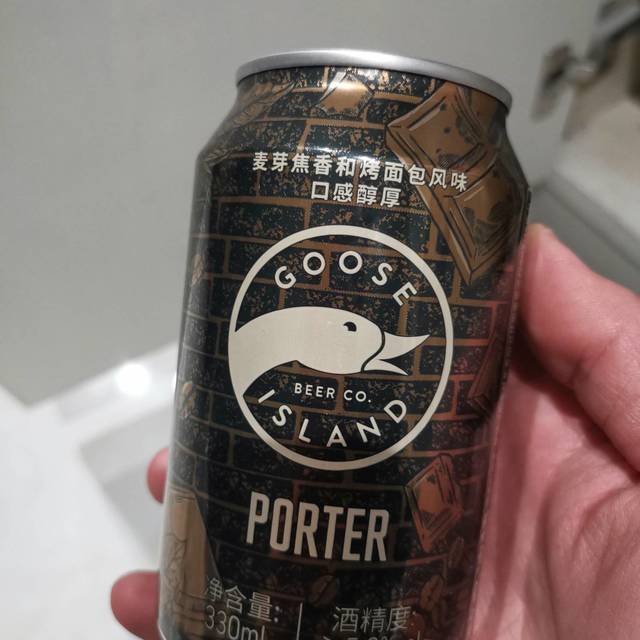 麦芽焦香和烤面包风味
口感醇厚
GOOSE
BEER CO.
ISLAND
PORTER
净含量: 酒精度:
330ml